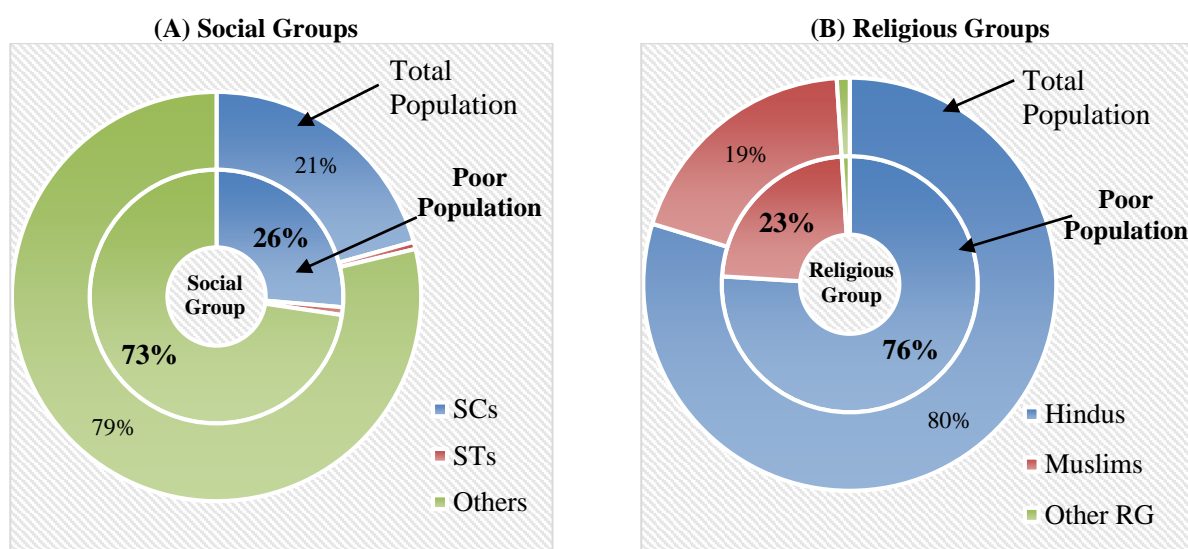 (A) Social Groups
Total
Population
21%
Poor
Population
26%
Social
Group
73%
79%
SCs
STs
Others
(B) Religious Groups
Total
Population
19%
Poor
Population
23%
Religious
Group
76%
80%
Hindus
Muslims
Other RG